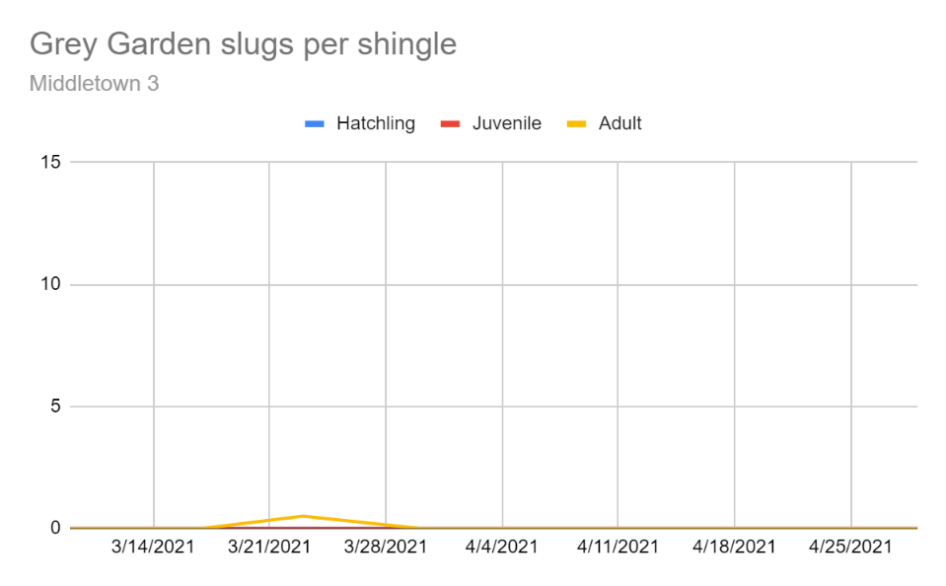 Grey Garden slugs per shingle
Middletown 3
Hatchling Juvenile Adult
15
10
5
0
3/14/2021 3/21/2021 3/28/2021 4/4/2021 4/11/2021 4/18/2021 4/25/2021